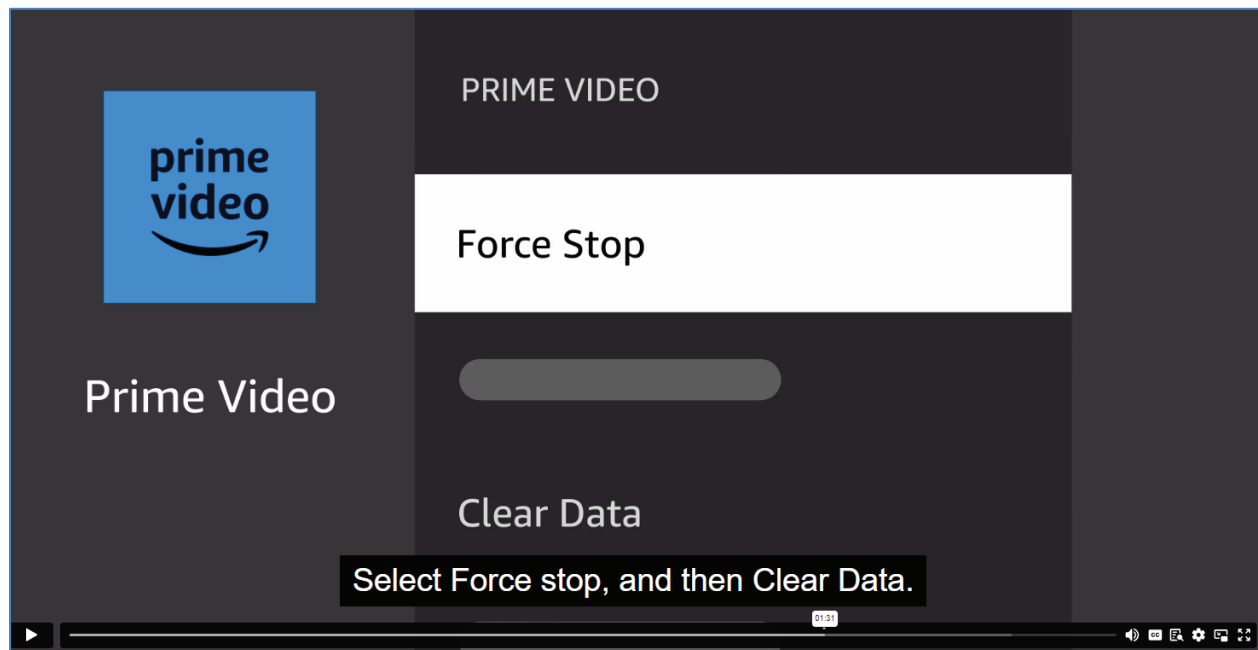 prime
video
Prime Video
PRIME VIDEO
Force Stop
Clear Data
Select Force stop, and then Clear Data.
01:31
CC